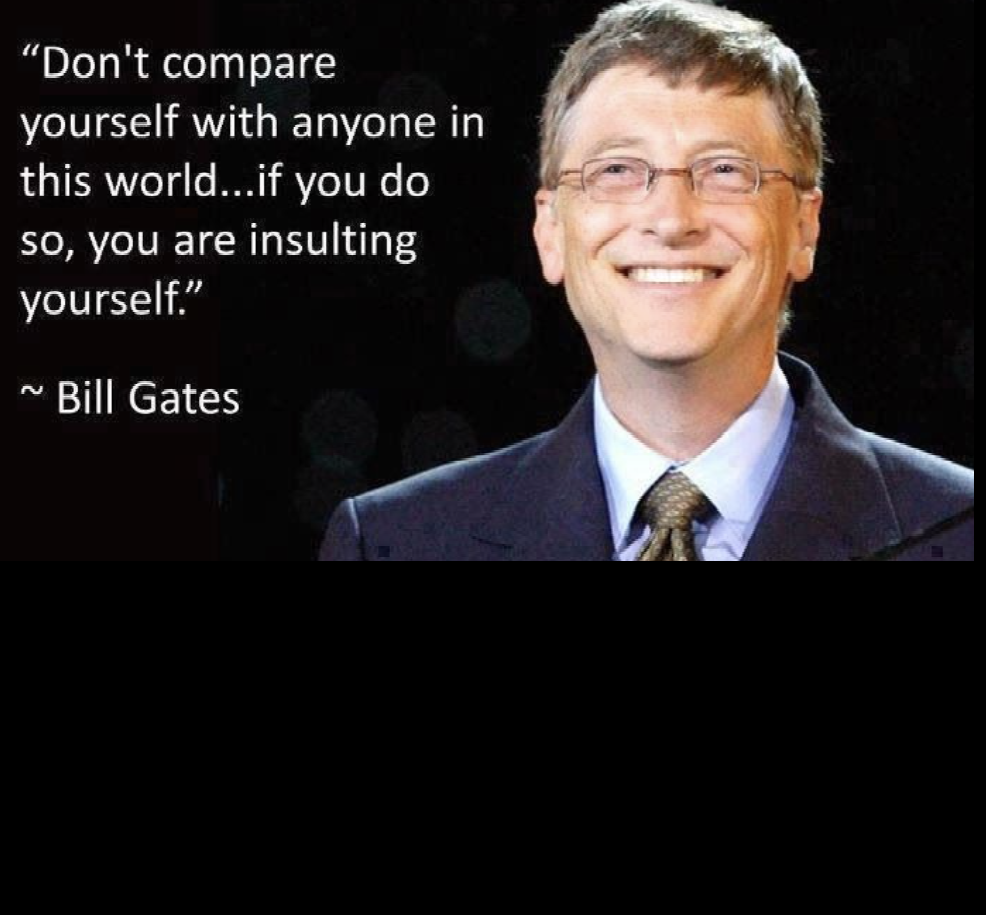 “Don't compare
yourself with anyone in
this world...if you do
so, you are insulting
yourself.”
~ Bill Gates